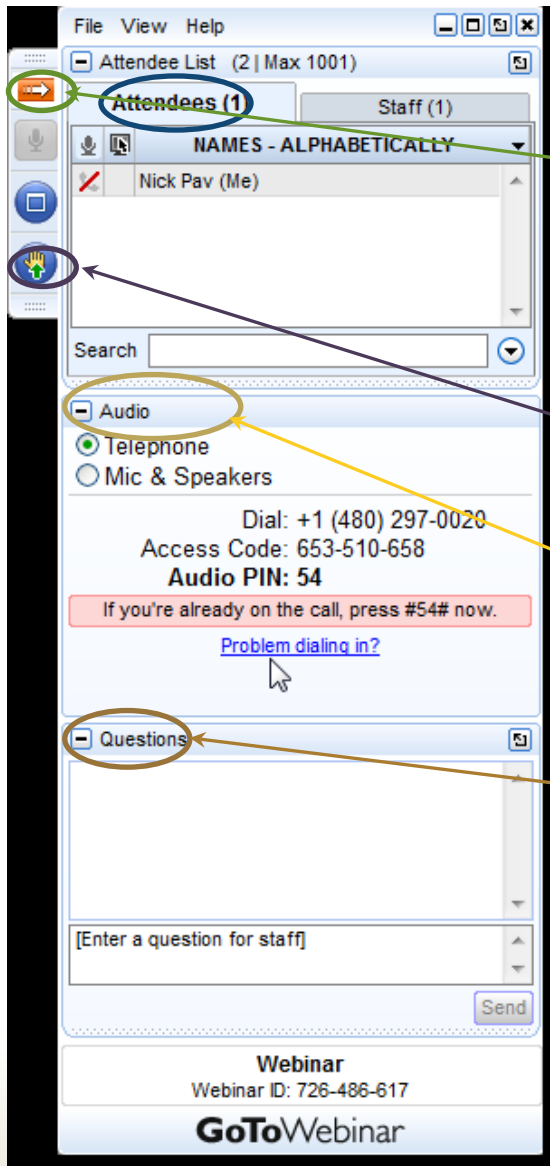 File View Help
Attendee List (2 | Max 1001)
Attendees (1)
Staff (1)
NAMES - ALPHABETICALLY
Nick Pav (Me)
Search
Audio
Telephone
Mic & Speakers
Dial: +1 (480) 297-0020
Access Code: 653-510-658
Audio PIN: 54
If you're already on the call, press #54# now.
Problem dialing in?
Questions
[Enter a question for staff]
Send
Webinar
Webinar ID: 726-486-617
GoToWebinar